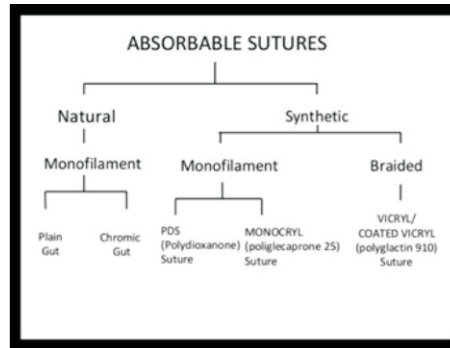 ABSORBABLE SUTURES
Natural
Synthetic
Monofilament
Monofilament
Braided
Plain
Gut
Chromic
Gut
PDS
(Polydioxanone)
Suture
MONOCRYL
(poliglecaprone 25)
Suture
VICRYL/
COATED VICRYL
(polyglactin 910)
Suture